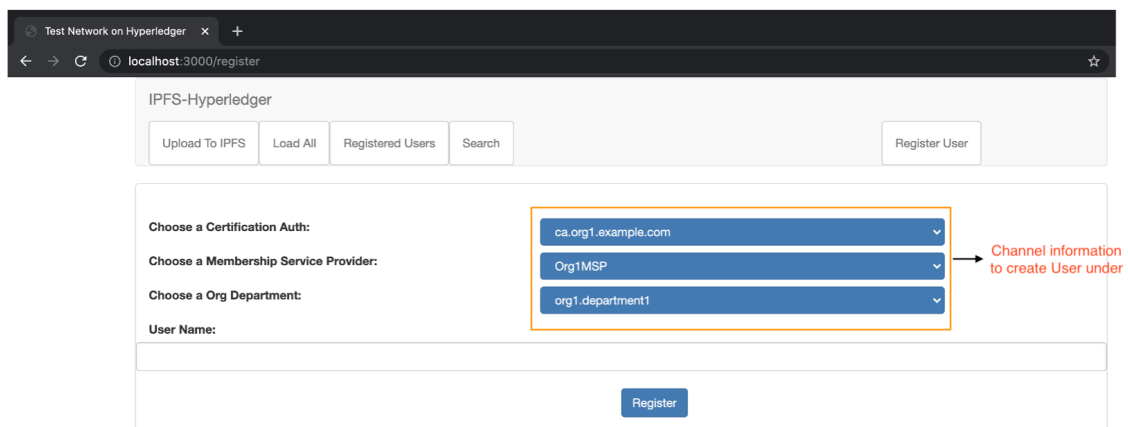 Test Network on Hyperledger
localhost:3000/register
IPFS-Hyperledger
Upload To IPFS Load All Registered Users Search Register User
Choose a Certification Auth: ca.org1.example.com
Choose a Membership Service Provider: Org1MSP
Choose a Org Department: org1.department1
Channel information
to create User under
User Name:
Register